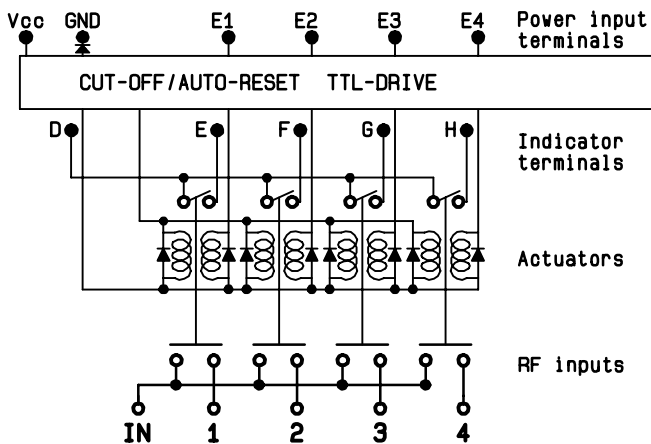 Vcc GND E1 E2 E3 E4 Power input
terminals
CUT-OFF/AUTO-RESET TTL-DRIVE
D E F G H Indicator
terminals
Actuators
RF inputs
IN 1 2 3 4